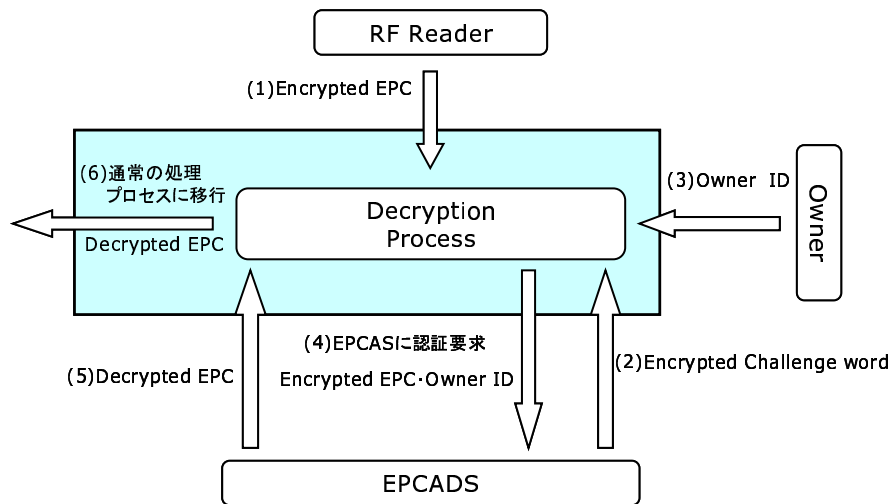 RF Reader
(1)Encrypted EPC
(6)通常の処理
プロセスに移行
Decrypted EPC
Decryption
Process
(3)Owner ID
Owner
(4)EPCASに認証要求
Encrypted EPC・Owner ID
(5)Decrypted EPC
(2)Encrypted Challenge word
EPCADS